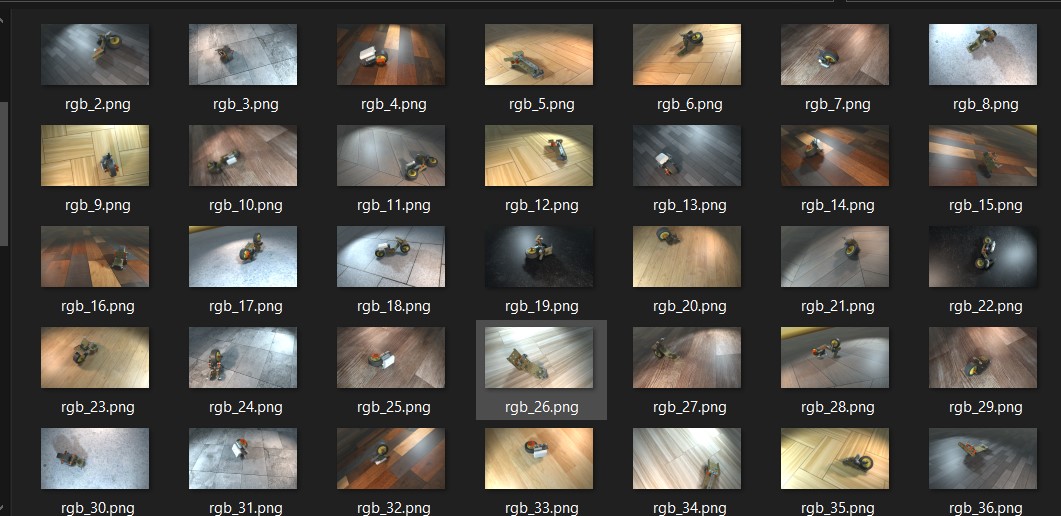 rgb_2.png rgb_3.png rgb_4.png rgb_5.png rgb_6.png rgb_7.png rgb_8.png
rgb_9.png rgb_10.png rgb_11.png rgb_12.png rgb_13.png rgb_14.png rgb_15.png
rgb_16.png rgb_17.png rgb_18.png rgb_19.png rgb_20.png rgb_21.png rgb_22.png
rgb_23.png rgb_24.png rgb_25.png rgb_26.png rgb_27.png rgb_28.png rgb_29.png
rgb_30.png rgb_31.png rgb_32.png rgb_33.png rgb_34.png rgb_35.png rgb_36.png